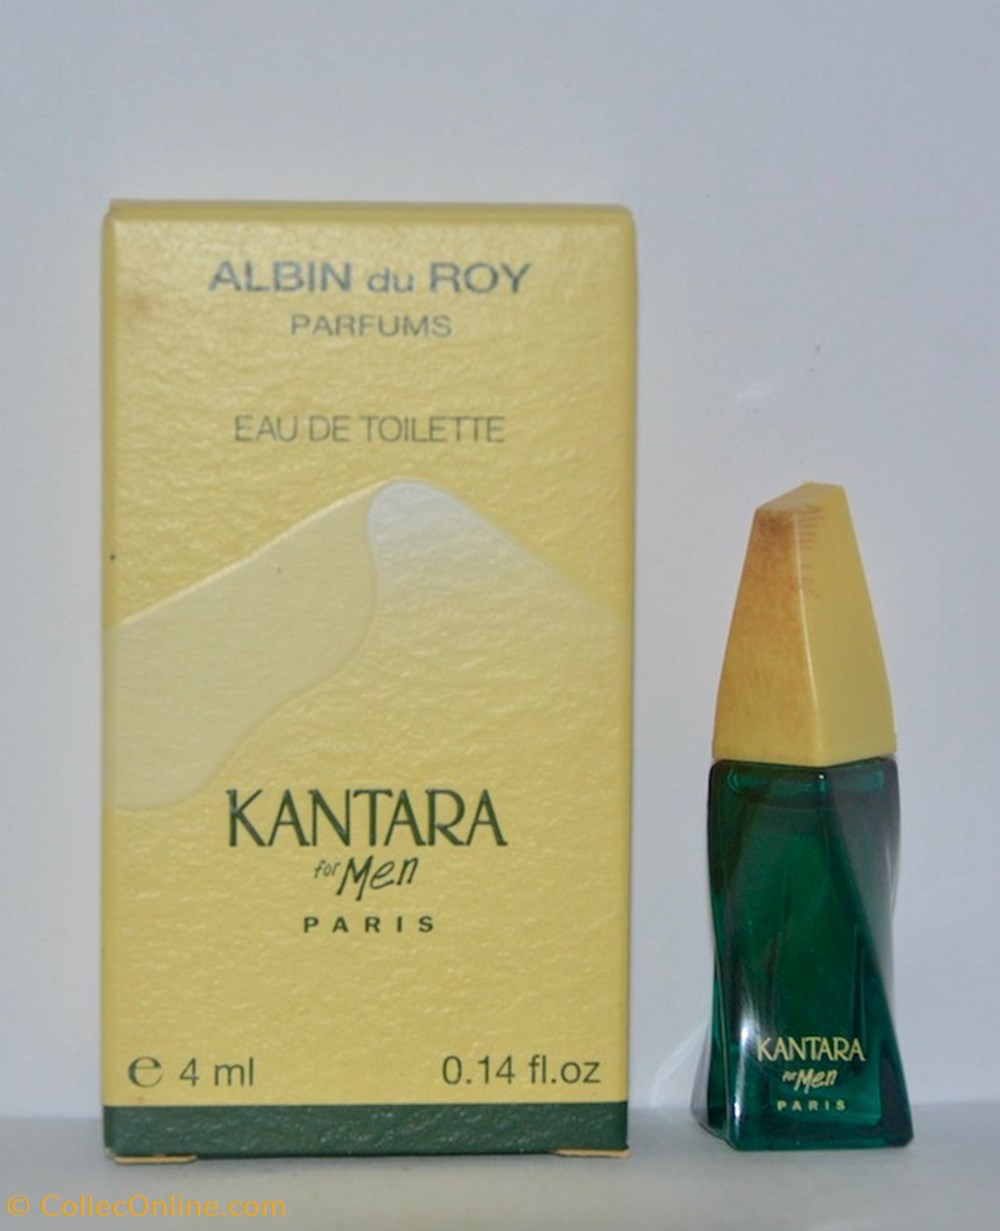 ALBIN du ROY
PARFUMS
EAU DE TOILETTE
KANTARA
for Men
PARIS
℮ 4 ml 0.14 fl.oz
KANTARA
for Men
PARIS
© CollecOnline.com